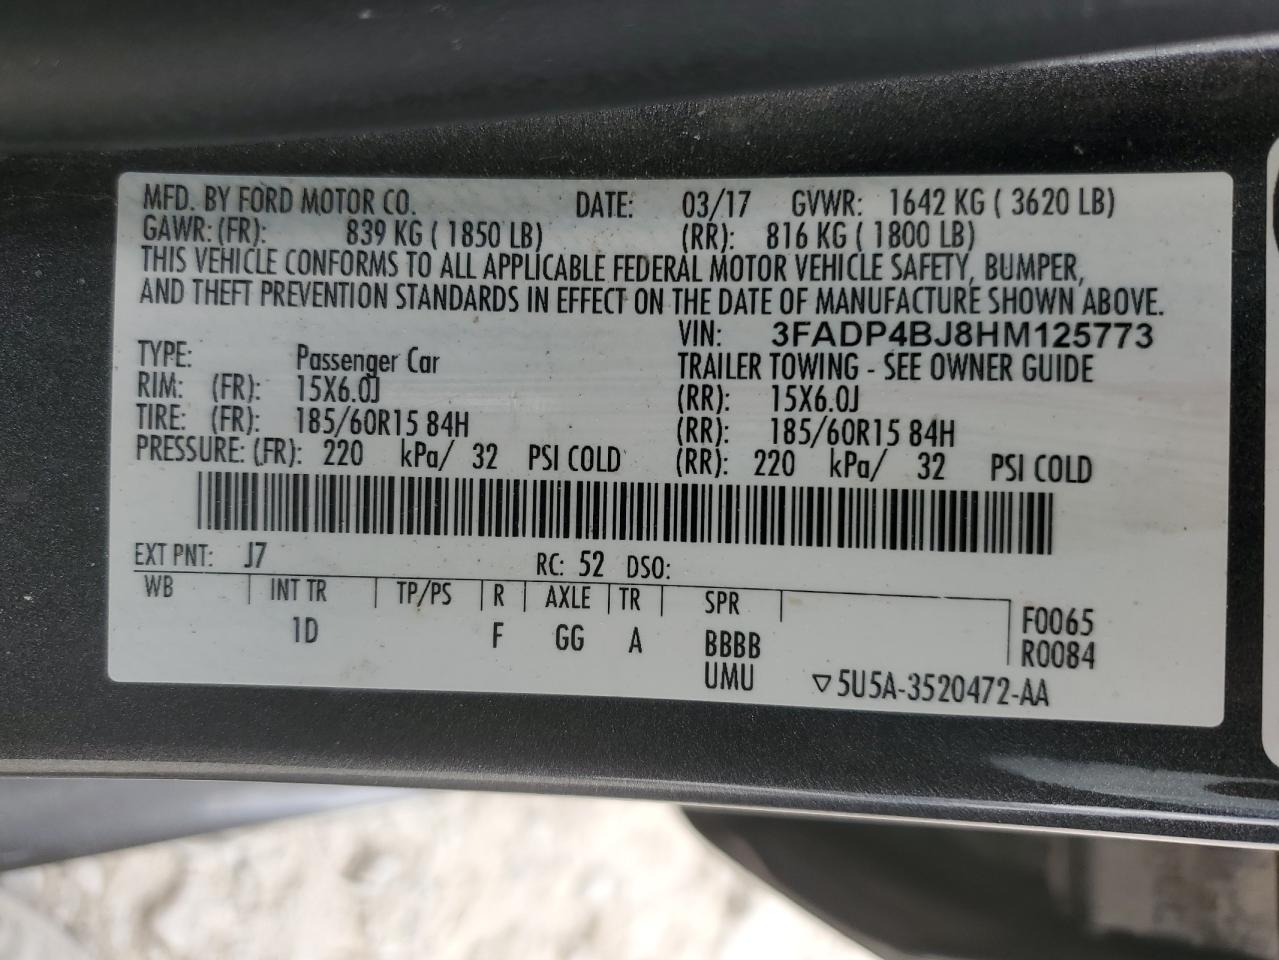 MFD. BY FORD MOTOR CO. DATE: 03/17 GVWR: 1642 KG ( 3620 LB)
GAWR: (FR): 839 KG ( 1850 LB) (RR): 816 KG ( 1800 LB)
THIS VEHICLE CONFORMS TO ALL APPLICABLE FEDERAL MOTOR VEHICLE SAFETY, BUMPER,
AND THEFT PREVENTION STANDARDS IN EFFECT ON THE DATE OF MANUFACTURE SHOWN ABOVE.
VIN: 3FADP4BJ8HM125773
TYPE: Passenger Car TRAILER TOWING - SEE OWNER GUIDE
RIM: (FR): 15X6.0J (RR): 15X6.0J
TIRE: (FR): 185/60R15 84H (RR): 185/60R15 84H
PRESSURE: (FR): 220 kPa/ 32 PSI COLD (RR): 220 kPa/ 32 PSI COLD
EXT PNT: J7 RC: 52 DSO:
WB INT TR TP/PS R AXLE TR SPR F0065
1D F GG A BBBB R0084
UMU ▽5U5A-3520472-AA